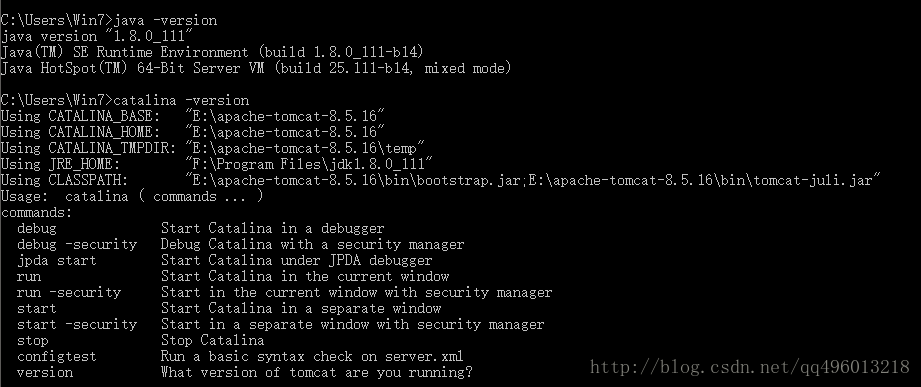 C:\Users\Win7>java -version
java version "1.8.0_111"
Java(TM) SE Runtime Environment (build 1.8.0_111-b14)
Java HotSpot(TM) 64-Bit Server VM (build 25.111-b14, mixed mode)
C:\Users\Win7>catalina -version
Using CATALINA_BASE:   "E:\apache-tomcat-8.5.16"
Using CATALINA_HOME:   "E:\apache-tomcat-8.5.16"
Using CATALINA_TMPDIR: "E:\apache-tomcat-8.5.16\temp"
Using JRE_HOME:        "F:\Program Files\jdk1.8.0_111"
Using CLASSPATH:       "E:\apache-tomcat-8.5.16\bin\bootstrap.jar;E:\apache-tomcat-8.5.16\bin\tomcat-juli.jar"
Usage:  catalina ( commands ... )
commands:
  debug             Start Catalina in a debugger
  debug -security   Debug Catalina with a security manager
  jpda start        Start Catalina under JPDA debugger
  run               Start Catalina in the current window
  run -security     Start in the current window with security manager
  start             Start Catalina in a separate window
  start -security   Start in a separate window with security manager
  stop              Stop Catalina
  configtest        Run a basic syntax check on server.xml
  version           What version of tomcat are you running?
http://blog.csdn.net/qq496013218